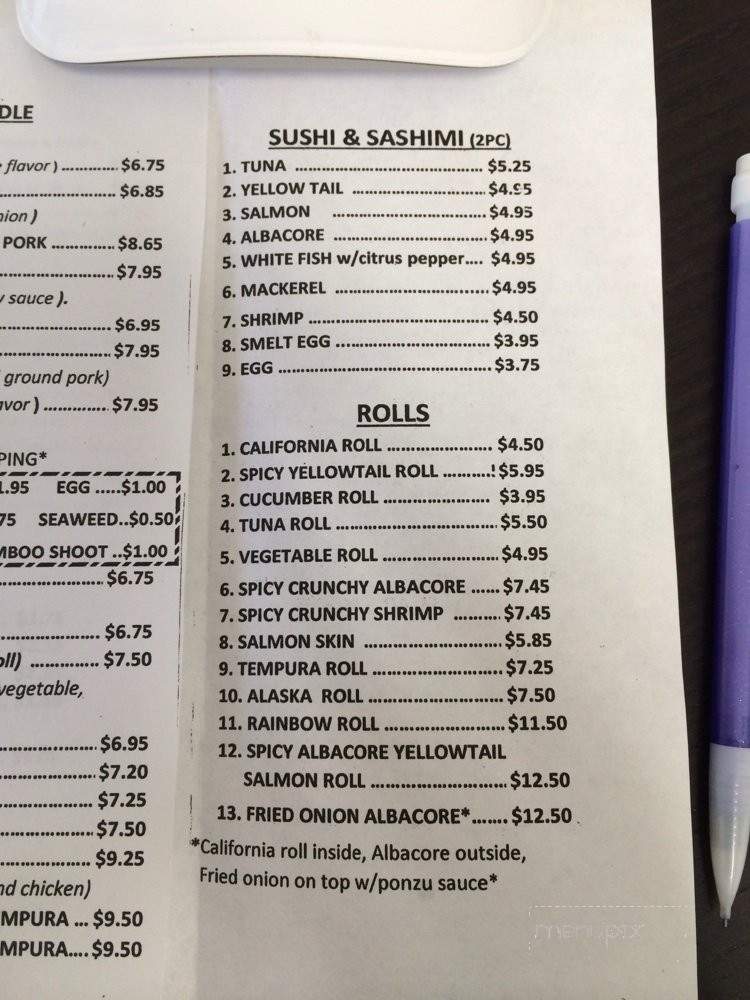 DLE
flavor ) ............. $6.75
..................... $6.85
nion )
PORK ............ $8.65
..................... $7.95
sauce ).
..................... $6.95
..................... $7.95
ground pork)
avor ) ............. $7.95
PING*
1.95 EGG .....$1.00
75 SEAWEED..$0.50
MBOO SHOOT ..$1.00
..................... $6.75
..................... $6.75
oll) .............. $7.50
vegetable,
..................... $6.95
..................... $7.20
..................... $7.25
..................... $7.50
..................... $9.25
nd chicken)
MPURA ... $9.50
MPURA.... $9.50
SUSHI & SASHIMI (2PC)
1. TUNA ........................................ $5.25
2. YELLOW TAIL ............................ $4.95
3. SALMON ................................ $4.95
4. ALBACORE ................................ $4.95
5. WHITE FISH w/citrus pepper.... $4.95
6. MACKEREL ................................ $4.95
7. SHRIMP ..................................... $4.50
8. SMELT EGG ............................... $3.95
9. EGG ........................................... $3.75
ROLLS
1. CALIFORNIA ROLL ...................... $4.50
2. SPICY YELLOWTAIL ROLL .......... $5.95
3. CUCUMBER ROLL ...................... $3.95
4. TUNA ROLL ................................. $5.50
5. VEGETABLE ROLL ........................ $4.95
6. SPICY CRUNCHY ALBACORE ...... $7.45
7. SPICY CRUNCHY SHRIMP .......... $7.45
8. SALMON SKIN ............................ $5.85
9. TEMPURA ROLL .......................... $7.25
10. ALASKA ROLL ........................... $7.50
11. RAINBOW ROLL ........................ $11.50
12. SPICY ALBACORE YELLOWTAIL
SALMON ROLL ............................ $12.50
13. FRIED ONION ALBACORE*....... $12.50
*California roll inside, Albacore outside,
Fried onion on top w/ponzu sauce*
menupix